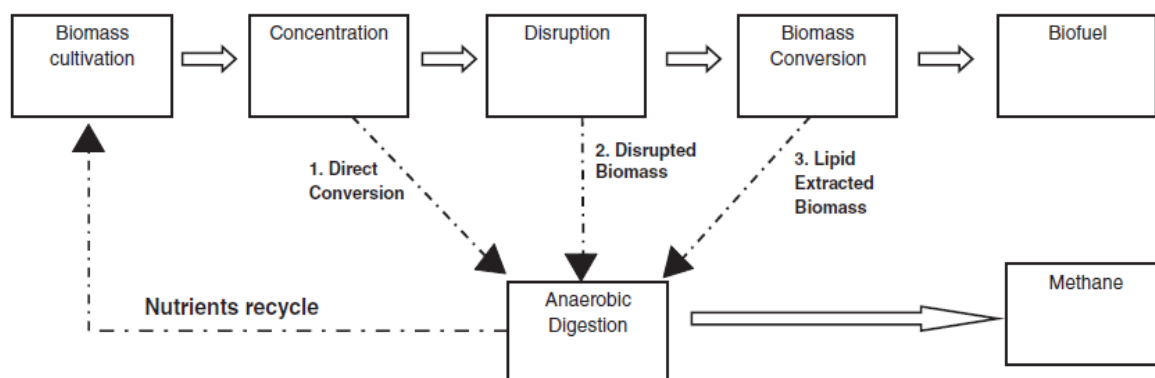 Biomass
cultivation
Concentration
Disruption
Biomass
Conversion
Biofuel
1. Direct
Conversion
2. Disrupted
Biomass
3. Lipid
Extracted
Biomass
Nutrients recycle
Anaerobic
Digestion
Methane